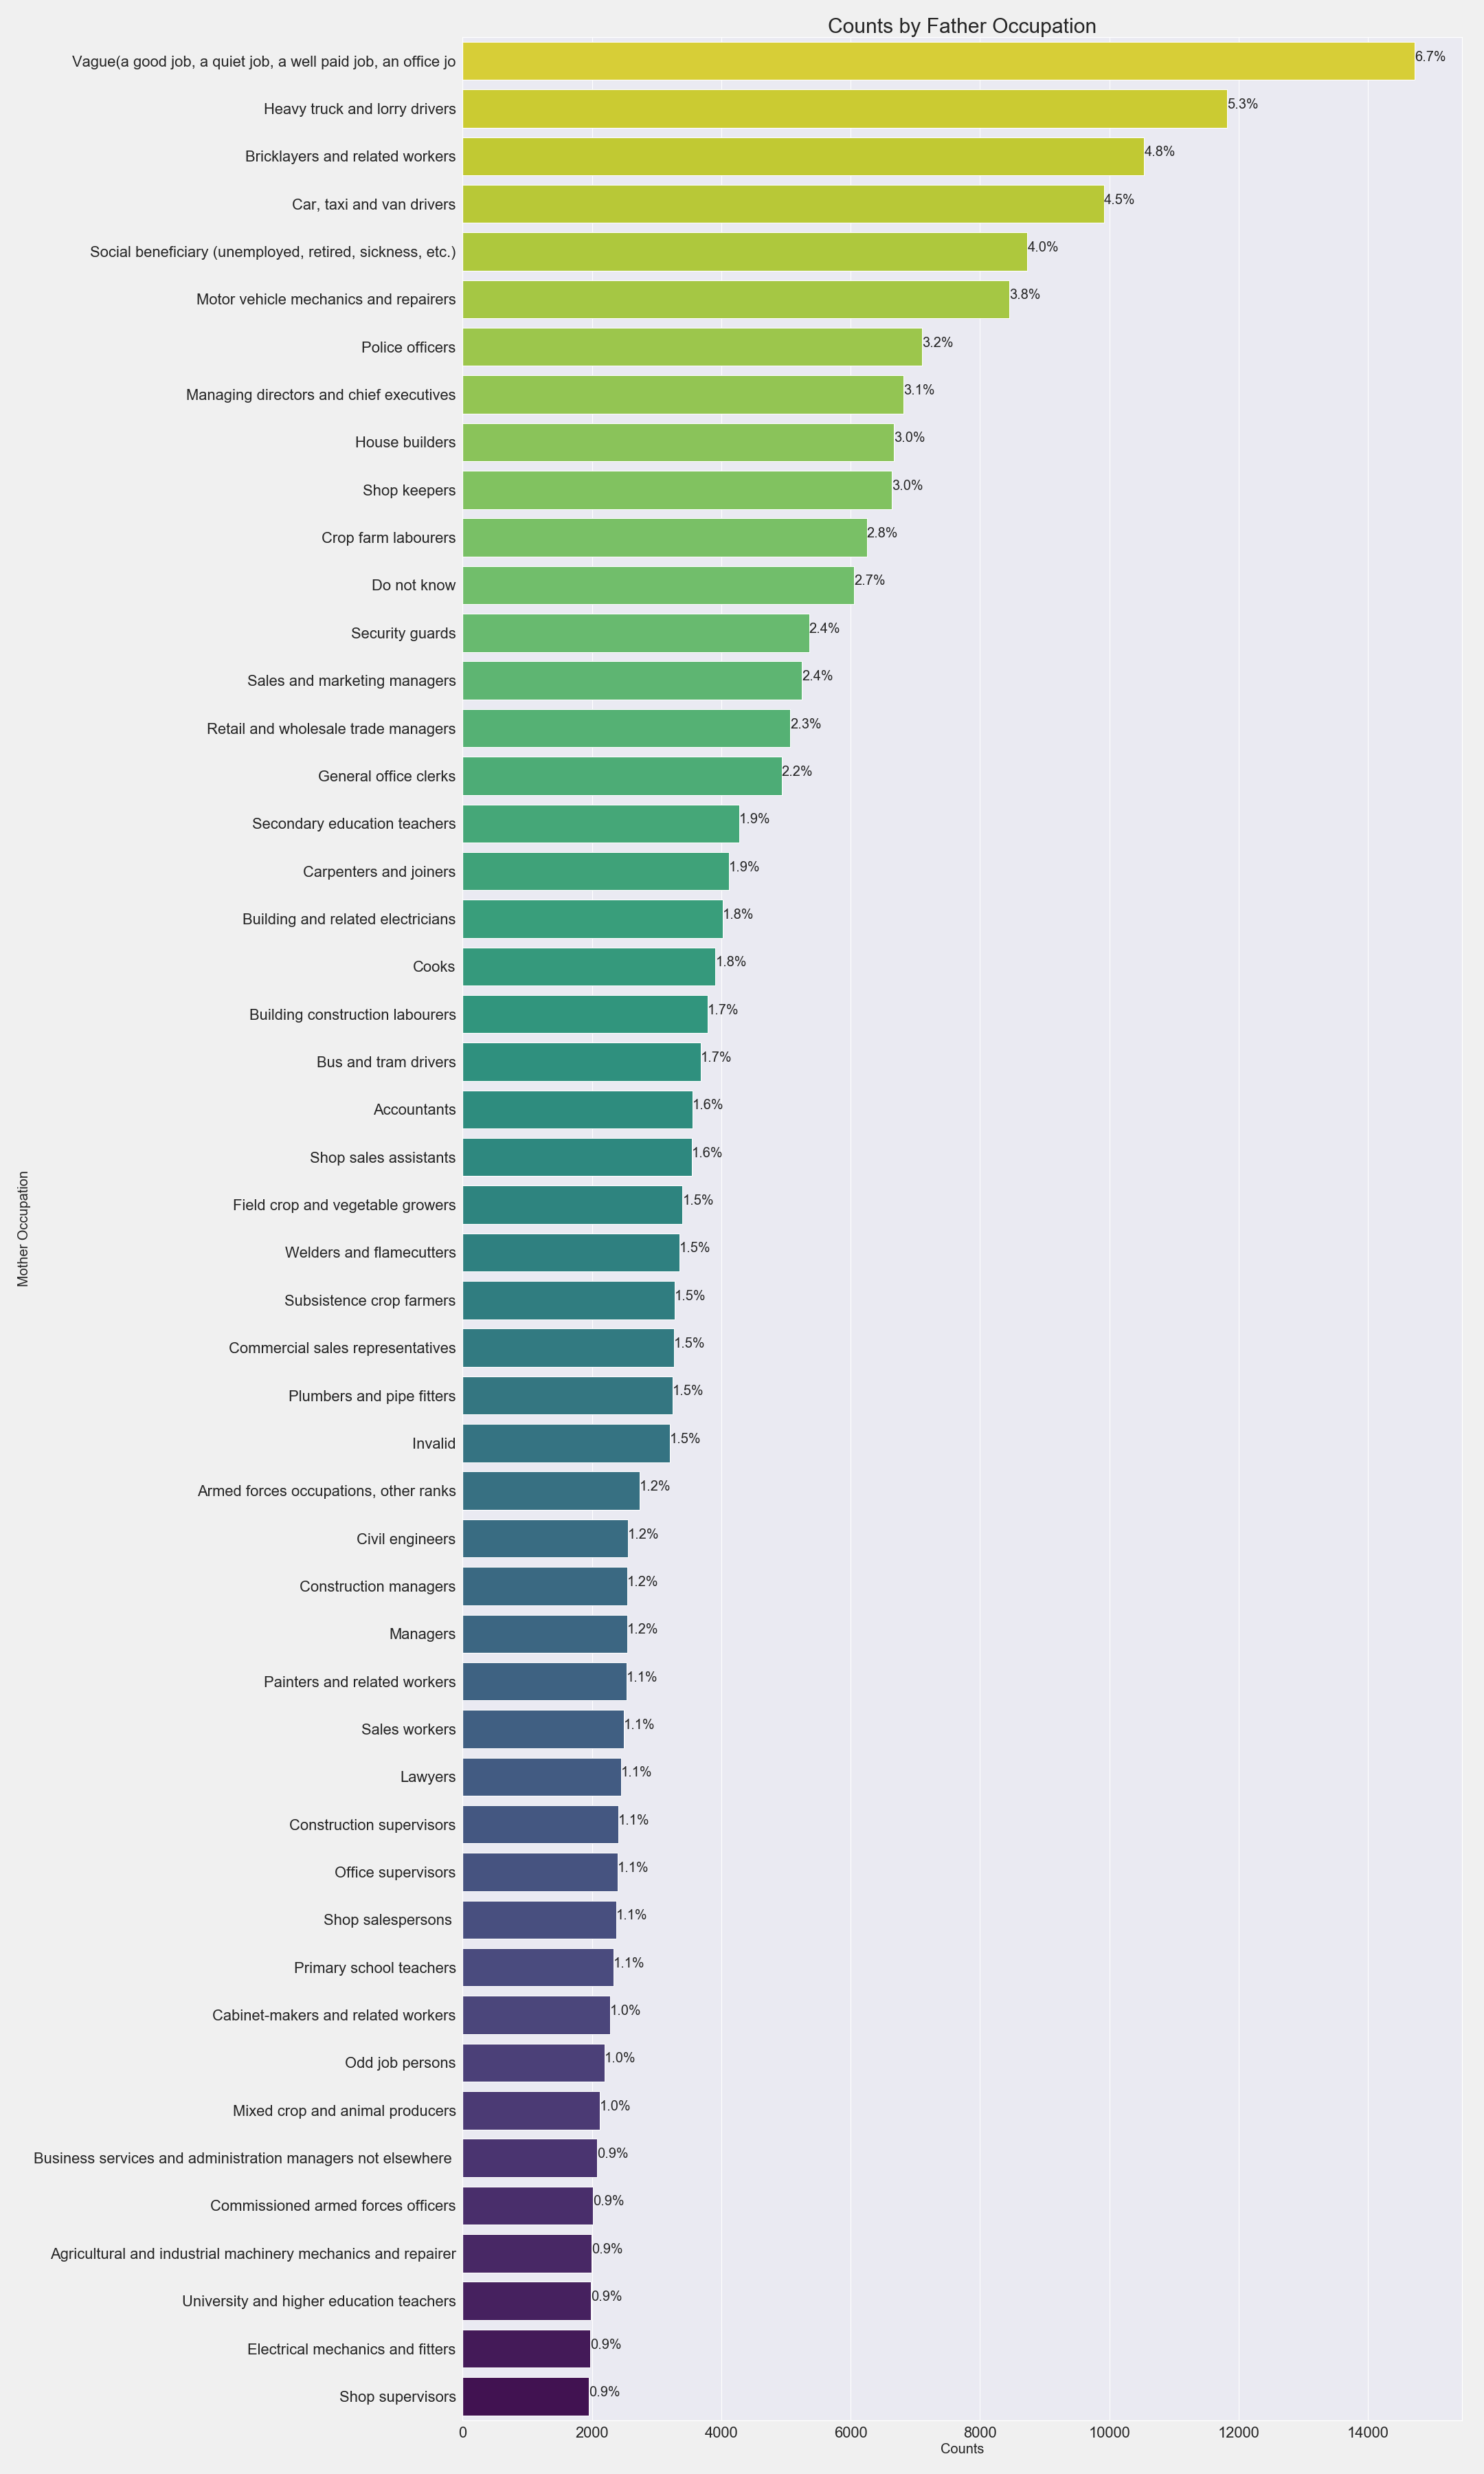 Counts by Father Occupation
Vague(a good job, a quiet job, a well paid job, an office jo 6.7%
Heavy truck and lorry drivers 5.3%
Bricklayers and related workers 4.8%
Car, taxi and van drivers 4.5%
Social beneficiary (unemployed, retired, sickness, etc.) 4.0%
Motor vehicle mechanics and repairers 3.8%
Police officers 3.2%
Managing directors and chief executives 3.1%
House builders 3.0%
Shop keepers 3.0%
Crop farm labourers 2.8%
Do not know 2.7%
Security guards 2.4%
Sales and marketing managers 2.4%
Retail and wholesale trade managers 2.3%
General office clerks 2.2%
Secondary education teachers 1.9%
Carpenters and joiners 1.9%
Building and related electricians 1.8%
Cooks 1.8%
Building construction labourers 1.7%
Bus and tram drivers 1.7%
Accountants 1.6%
Shop sales assistants 1.6%
Field crop and vegetable growers 1.5%
Welders and flamecutters 1.5%
Subsistence crop farmers 1.5%
Commercial sales representatives 1.5%
Plumbers and pipe fitters 1.5%
Invalid 1.5%
Armed forces occupations, other ranks 1.2%
Civil engineers 1.2%
Construction managers 1.2%
Managers 1.2%
Painters and related workers 1.1%
Sales workers 1.1%
Lawyers 1.1%
Construction supervisors 1.1%
Office supervisors 1.1%
Shop salespersons 1.1%
Primary school teachers 1.1%
Cabinet-makers and related workers 1.0%
Odd job persons 1.0%
Mixed crop and animal producers 1.0%
Business services and administration managers not elsewhere 0.9%
Commissioned armed forces officers 0.9%
Agricultural and industrial machinery mechanics and repairer 0.9%
University and higher education teachers 0.9%
Electrical mechanics and fitters 0.9%
Shop supervisors 0.9%
Mother Occupation
0 2000 4000 6000 8000 10000 12000 14000
Counts